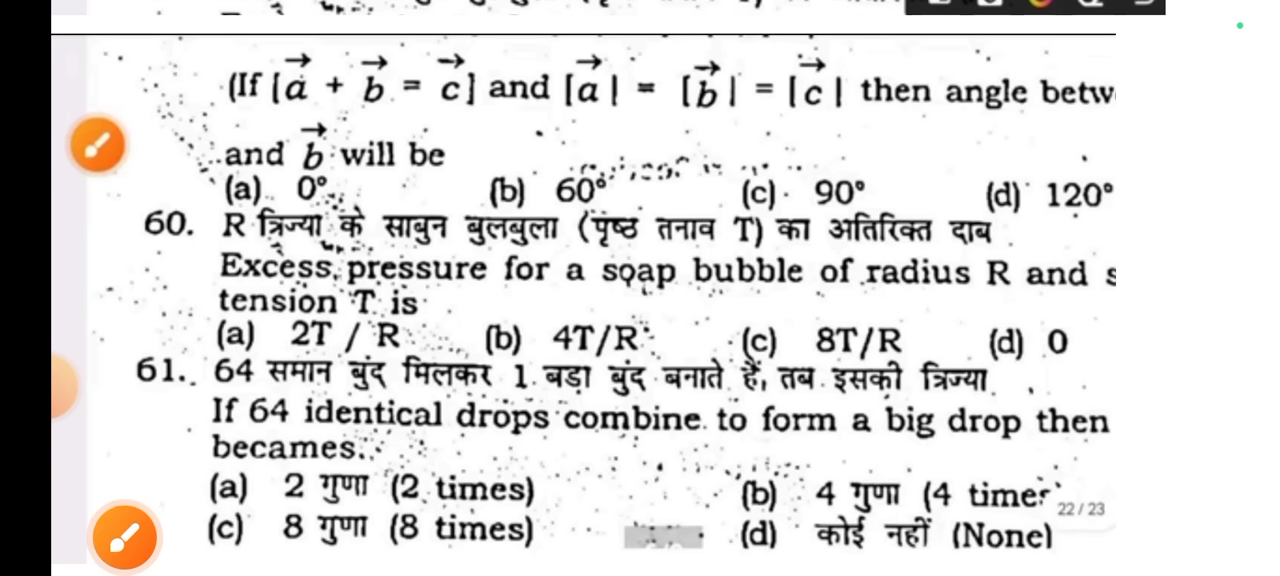 (If [a⃗ + b⃗ = c⃗] and [a⃗| = [b⃗| = [c⃗| then angle
and b⃗ will be
(a) 0° (b) 60° (c) 90° (d) 120°
60. R त्रिज्या के साबुन बुलबुला (पृष्ठ तनाव T) का अतिरिक्त दाब
Excess pressure for a soap bubble of radius R and
tension T is
(a) 2T / R (b) 4T/R (c) 8T/R (d) 0
61. 64 समान बुंद मिलकर 1 बडा बुंद बनाते हैं, तब इसकी त्रिज्या
If 64 identical drops combine to form a big drop then
becames.
(a) 2 गुणा (2 times) (b) 4 गुणा (4 times
22 / 23
(c) 8 गुणा (8 times) (d) कोई नहीं (None)